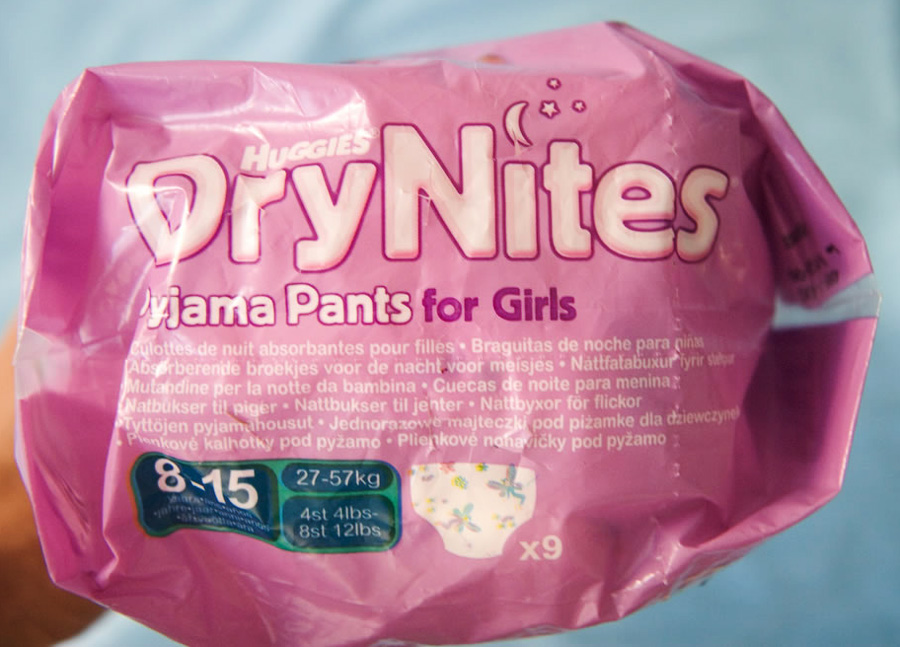 HUGGIES®
DryNites
Pyjama Pants for Girls
Culottes de nuit absorbantes pour filles • Braguitas de noche para niñas
Absorberende broekjes voor de nacht voor meisjes • Náttfatabuxur fyrir stelpur
Mutandine per la notte da bambina • Cuecas de noite para menina
Natbukser til piger • Nattbukser til jenter • Nattbyxor för flickor
Tyttöjen pyjamahousut • Jednorazowe majteczki pod piżamkę dla dziewczynek
Plienkové kalhotky pod pyžamo • Plienkové nohavičky pod pyžamo
8-15
27-57kg
4st 4lbs-
8st 12lbs
x9